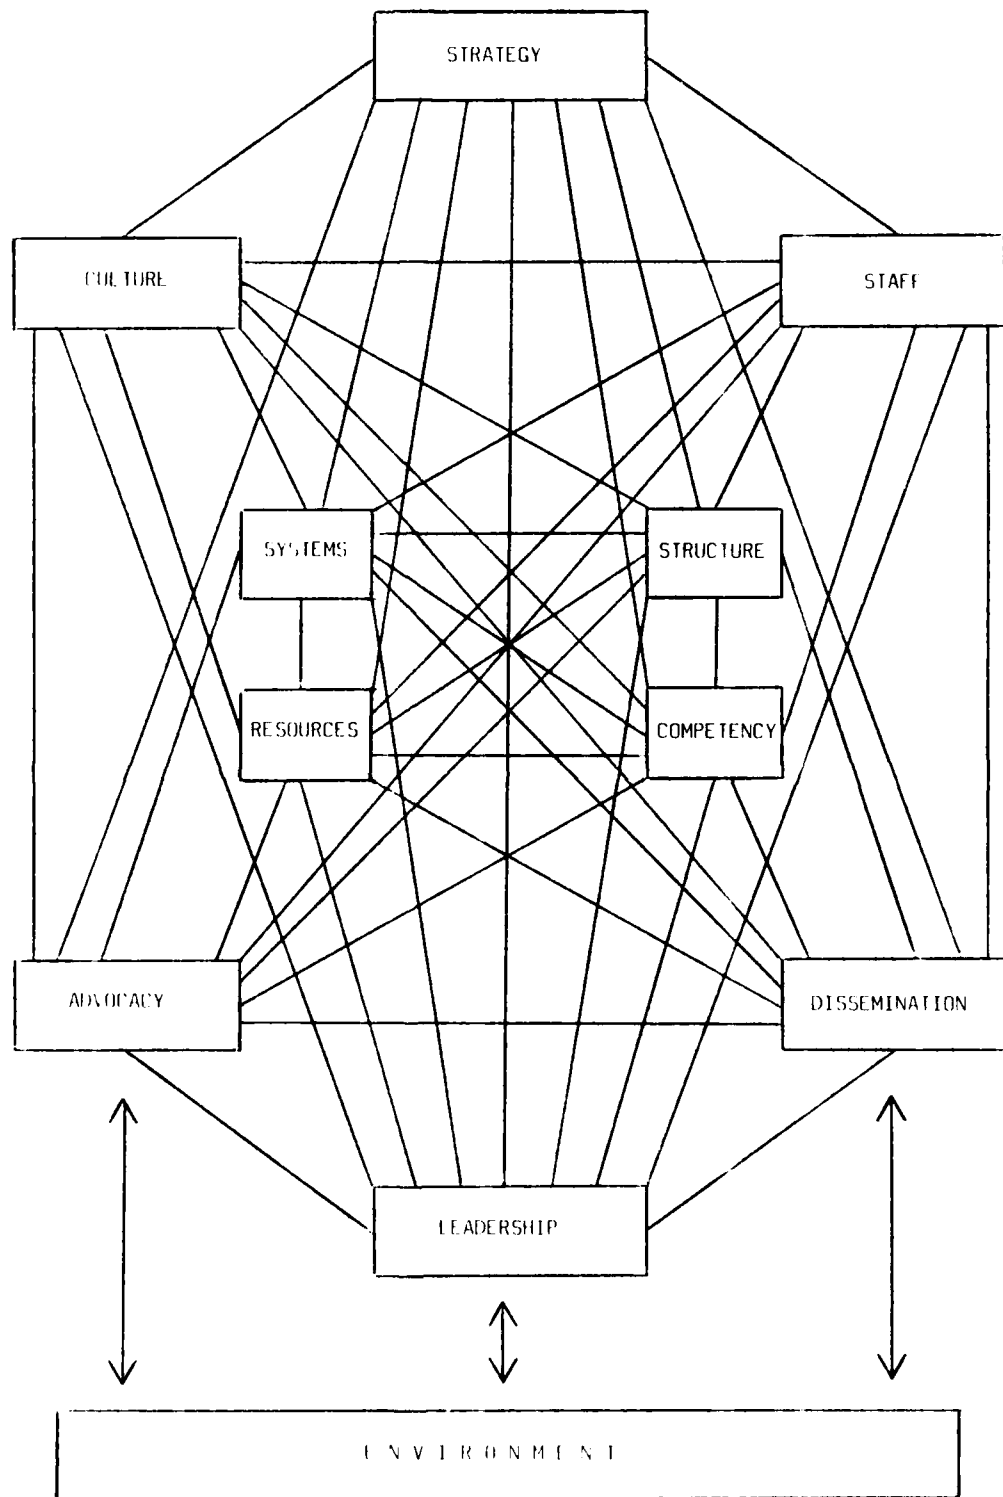 STRATEGY
CULTURE
STAFF
SYSTEMS
STRUCTURE
RESOURCES
COMPETENCY
ADVOCACY
DISSEMINATION
LEADERSHIP
ENVIRONMENT